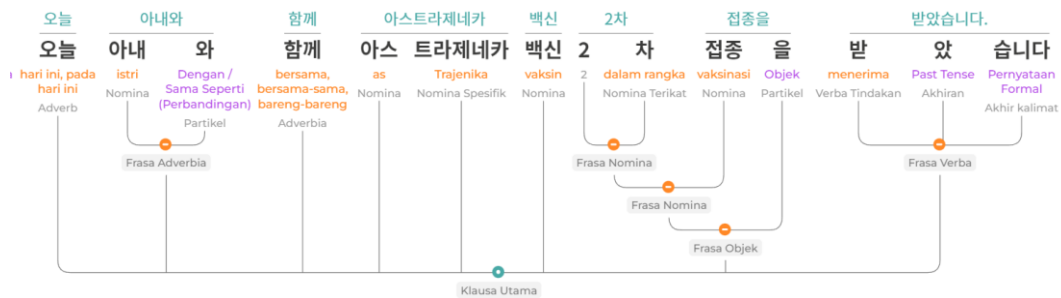 오늘 아내와 함께 아스트라제네카 백신 2차 접종을 받았습니다.
오늘 아내 와 함께 아스 트라제네카 백신 2 차 접종 을 받 았 습니다
hari ini, pada istri Dengan / bersama, as Trajenika vaksin 2 dalam rangka vaksinasi Objek menerima Past Tense Pernyataan
hari ini Nomina Sama Seperti bersama-sama, Nomina Nomina Spesifik Nomina Nomina Terikat Nomina Partikel Verba Tindakan Akhiran Formal
Adverb (Perbandingan) bareng-bareng Akhir kalimat
Partikel Adverbia
Frasa Adverbia Frasa Nomina Frasa Verba
Frasa Nomina
Frasa Objek
Klausa Utama